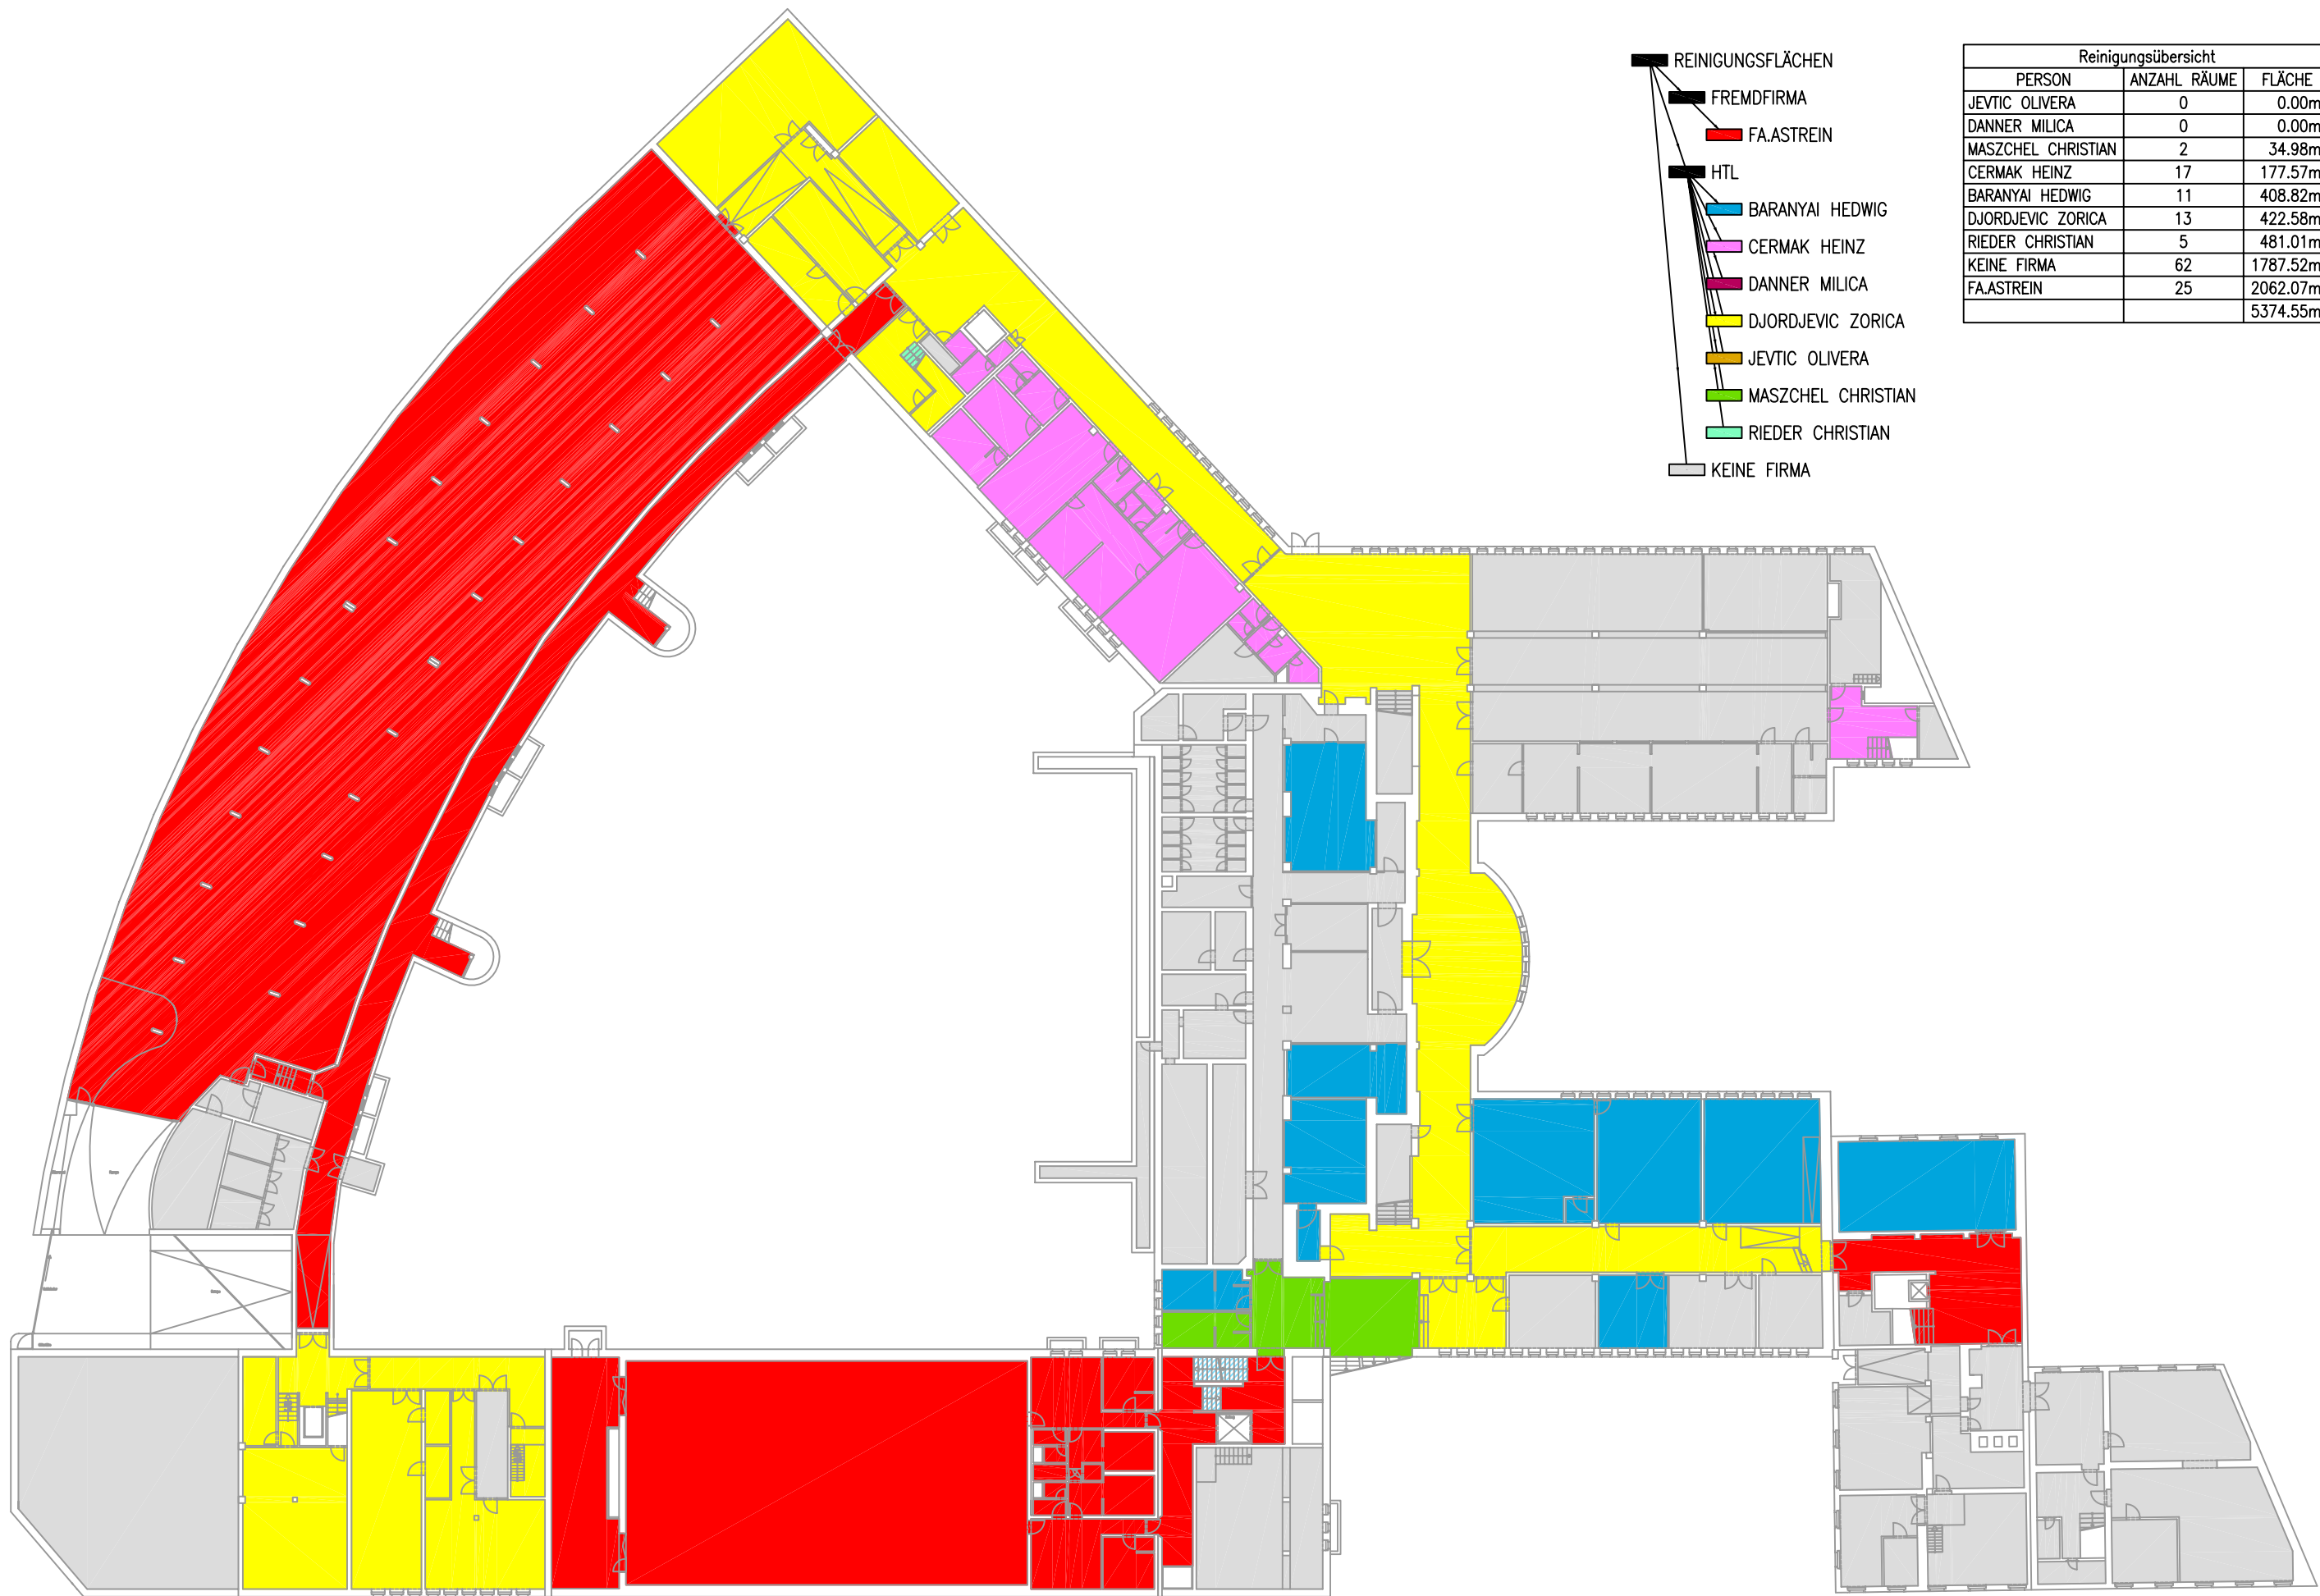 REINIGUNGSFLÄCHEN
FREMDFIRMA
FA.ASTREIN
HTL
BARANYAI HEDWIG
CERMAK HEINZ
DANNER MILICA
DJORDJEVIC ZORICA
JEVTIC OLIVERA
MASZCHEL CHRISTIAN
RIEDER CHRISTIAN
KEINE FIRMA
Reinigungsübersicht
PERSON ANZAHL RÄUME FLÄCHE
JEVTIC OLIVERA 0 0.00m
DANNER MILICA 0 0.00m
MASZCHEL CHRISTIAN 2 34.98m
CERMAK HEINZ 17 177.57m
BARANYAI HEDWIG 11 408.82m
DJORDJEVIC ZORICA 13 422.58m
RIEDER CHRISTIAN 5 481.01m
KEINE FIRMA 62 1787.52m
FA.ASTREIN 25 2062.07m
5374.55m